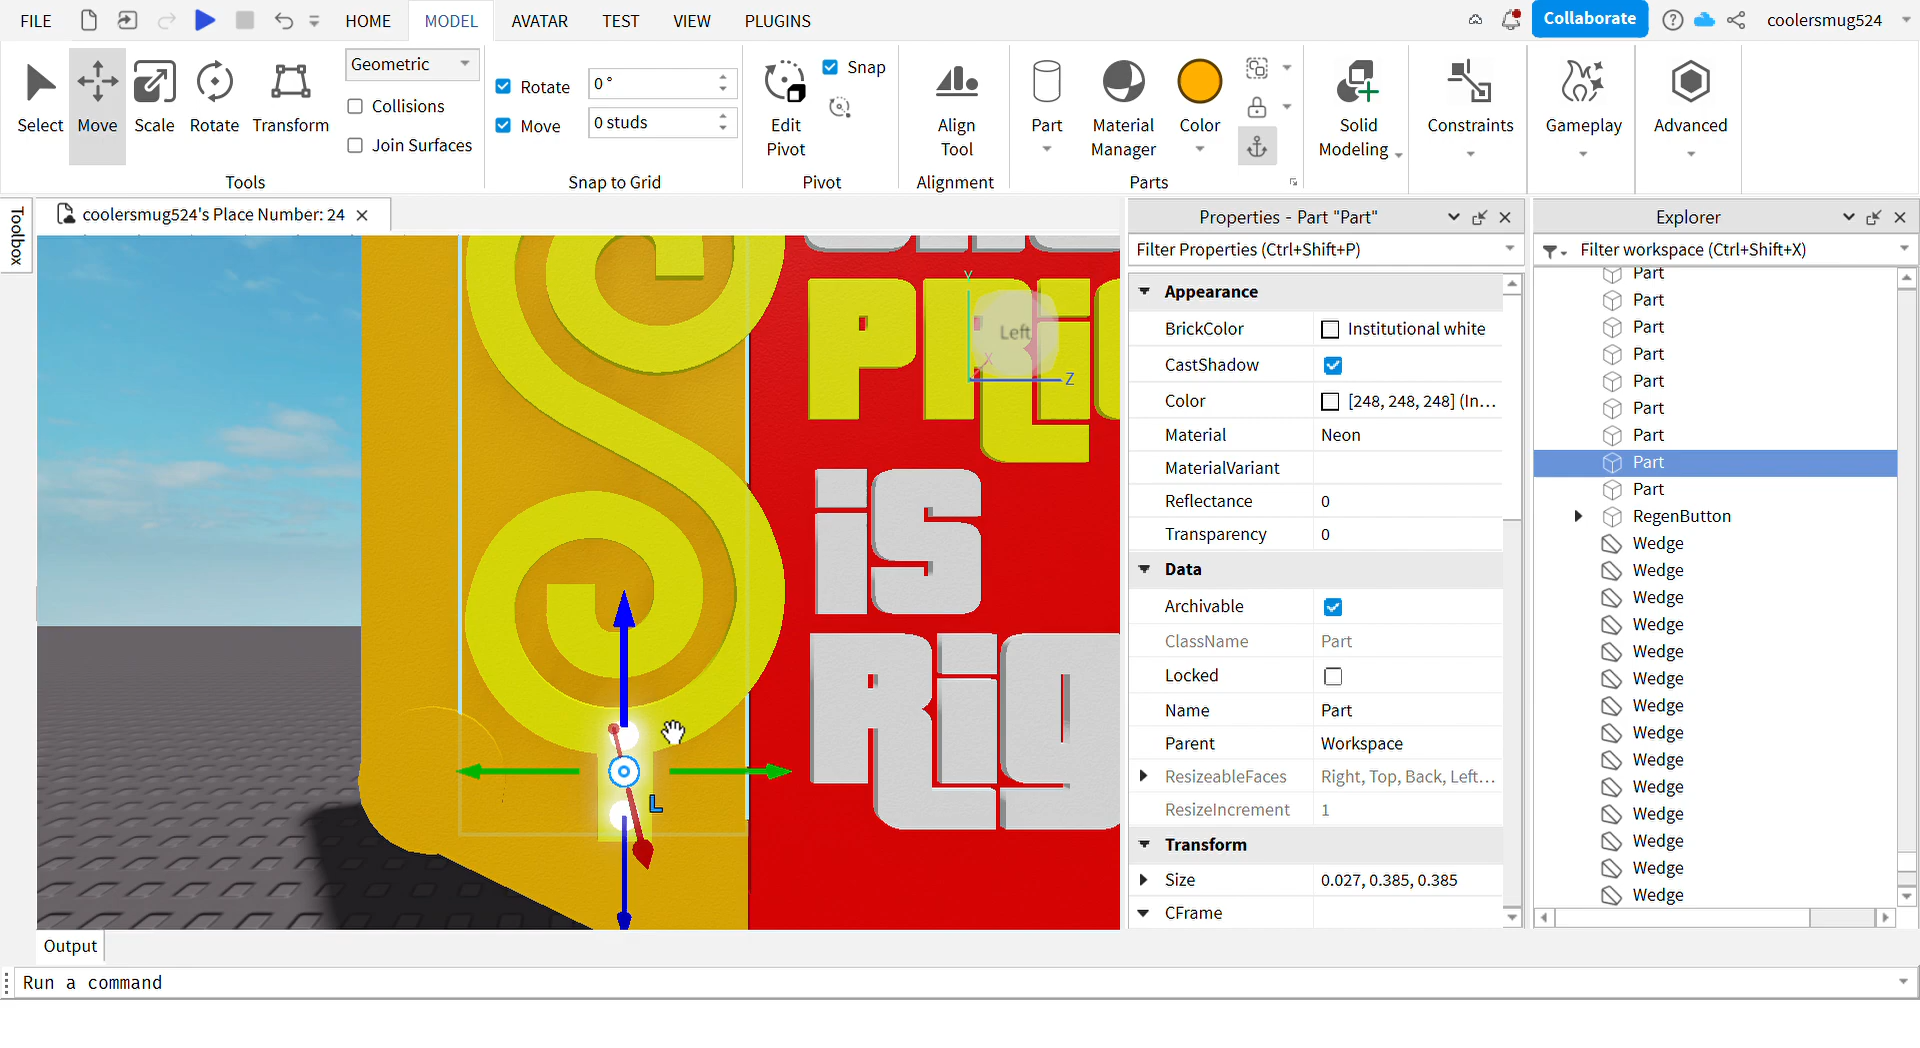 FILE HOME MODEL AVATAR TEST VIEW PLUGINS Collaborate coolersmug524
Select Move Scale Rotate Transform
Geometric
Collisions
Join Surfaces
Tools
Rotate 0 °
Move 0 studs
Snap to Grid
Edit Pivot
Snap
Pivot
Align Tool
Alignment
Part
Material Manager
Color
Parts
Solid Modeling
Constraints
Gameplay
Advanced
Toolbox
coolersmug524's Place Number: 24
Y
Left
X
Z
is
L
Properties - Part "Part"
Filter Properties (Ctrl+Shift+P)
Appearance
BrickColor Institutional white
CastShadow
Color [248, 248, 248] (In...
Material Neon
MaterialVariant
Reflectance 0
Transparency 0
Data
Archivable
ClassName Part
Locked
Name Part
Parent Workspace
ResizeableFaces Right, Top, Back, Left...
ResizeIncrement 1
Transform
Size 0.027, 0.385, 0.385
CFrame
Explorer
Filter workspace (Ctrl+Shift+X)
Part
Part
Part
Part
Part
Part
Part
Part
Part
RegenButton
Wedge
Wedge
Wedge
Wedge
Wedge
Wedge
Wedge
Wedge
Wedge
Wedge
Wedge
Wedge
Wedge
Wedge
Output
Run a command